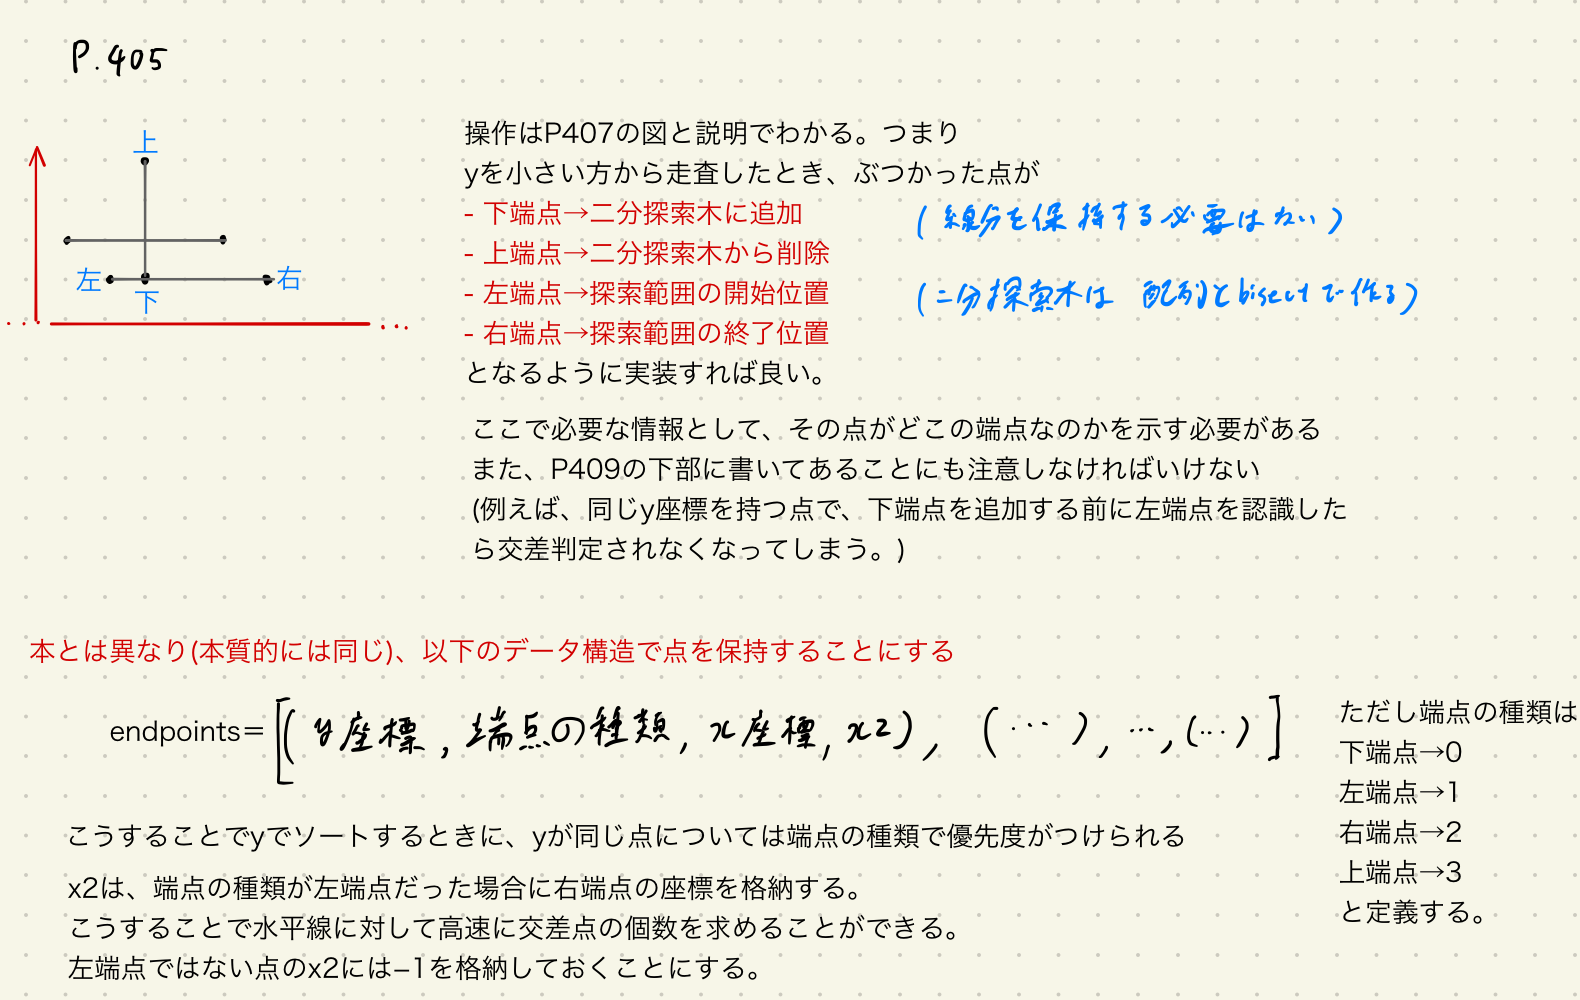 P.405
上
左
下
右
操作はP407の図と説明でわかる。つまり
yを小さい方から走査したとき、ぶつかった点が
- 下端点→二分探索木に追加
(線分を保持する必要はない)
- 上端点→二分探索木から削除
- 左端点→探索範囲の開始位置
(二分探索木は 配列とbisectで作る)
- 右端点→探索範囲の終了位置
となるように実装すれば良い。
ここで必要な情報として、その点がどこの端点なのかを示す必要がある
また、P409の下部に書いてあることにも注意しなければいけない
(例えば、同じy座標を持つ点で、下端点を追加する前に左端点を認識した
ら交差判定されなくなってしまう。)
本とは異なり(本質的には同じ)、以下のデータ構造で点を保持することにする
endpoints=[(y座標, 端点の種類, x座標, x2), (…), …, (…)]
ただし端点の種類は
下端点→0
左端点→1
右端点→2
上端点→3
と定義する。
こうすることでyでソートするときに、yが同じ点については端点の種類で優先度がつけられる
x2は、端点の種類が左端点だった場合に右端点の座標を格納する。
こうすることで水平線に対して高速に交差点の個数を求めることができる。
左端点ではない点のx2には–1を格納しておくことにする。